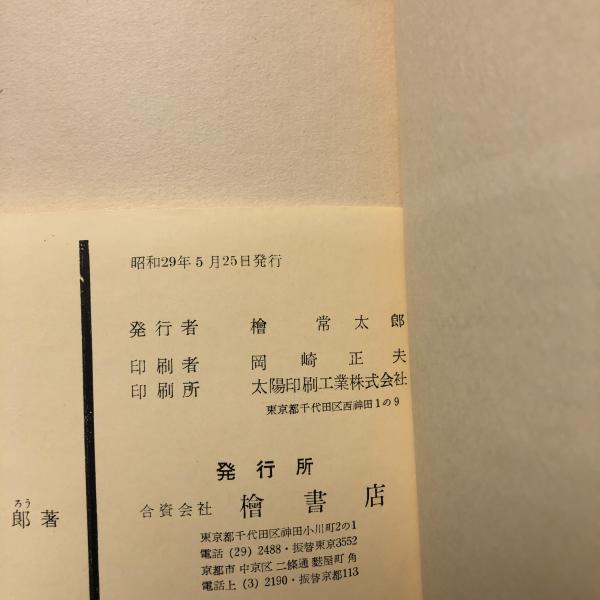 昭和29年5月25日発行
発行者 檜常太郎
印刷者 岡崎正夫
印刷所 太陽印刷工業株式会社
東京都千代田区西神田1の9
発行所
合資会社 檜書店
東京都千代田区神田小川町2の1
電話 (29) 2488・振替東京3552
京都市 中京区 二條通 麩屋町 角
電話上 (3) 2190・振替京都113
ろう
郎著